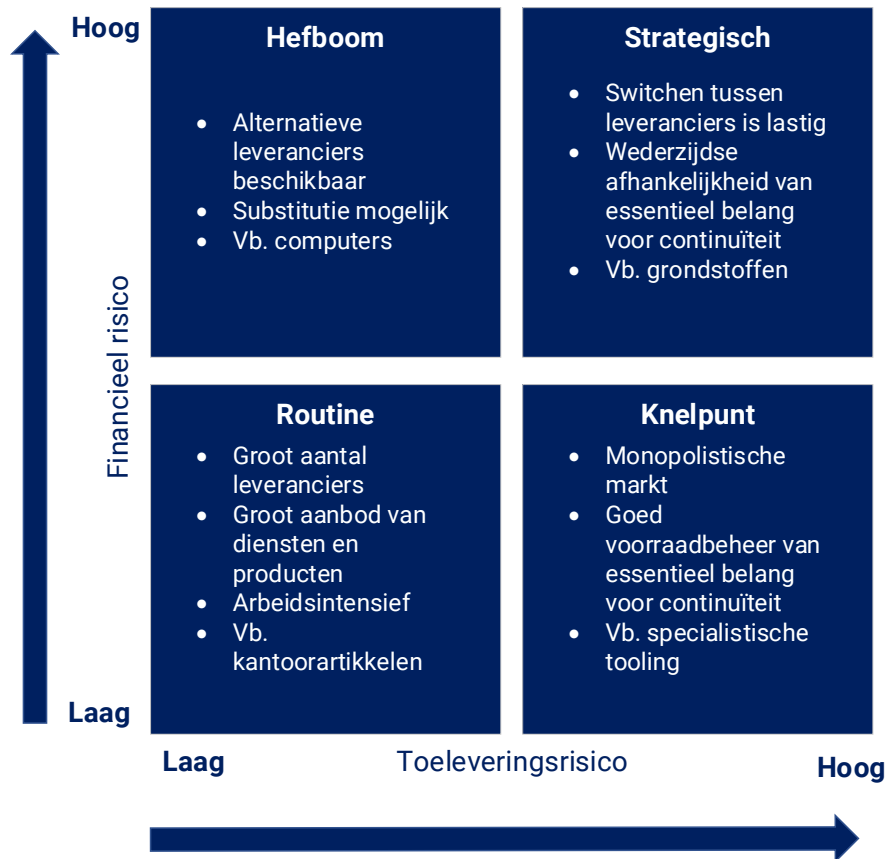 Hoog
Hefboom
• Alternatieve
leveranciers
beschikbaar
• Substitutie mogelijk
• Vb. computers
Strategisch
• Switchen tussen
leveranciers is lastig
• Wederzijdse
afhankelijkheid van
essentieel belang
voor continuïteit
• Vb. grondstoffen
Financieel risico
Routine
• Groot aantal
leveranciers
• Groot aanbod van
diensten en
producten
• Arbeidsintensief
• Vb.
kantoorartikkelen
Knelpunt
• Monopolistische
markt
• Goed
voorraadbeheer van
essentieel belang
voor continuïteit
• Vb. specialistische
tooling
Laag
Laag
Toeleveringsrisico
Hoog